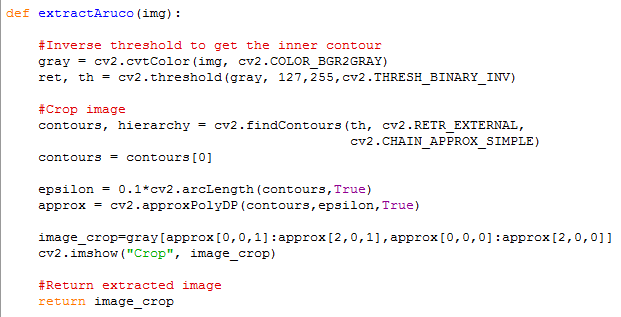 def extractAruco(img):
#Inverse threshold to get the inner contour
gray = cv2.cvtColor(img, cv2.COLOR_BGR2GRAY)
ret, th = cv2.threshold(gray, 127,255,cv2.THRESH_BINARY_INV)
#Crop image
contours, hierarchy = cv2.findContours(th, cv2.RETR_EXTERNAL,
cv2.CHAIN_APPROX_SIMPLE)
contours = contours[0]
epsilon = 0.1*cv2.arcLength(contours,True)
approx = cv2.approxPolyDP(contours,epsilon,True)
image_crop=gray[approx[0,0,1]:approx[2,0,1],approx[0,0,0]:approx[2,0,0]]
cv2.imshow("Crop", image_crop)
#Return extracted image
return image_crop